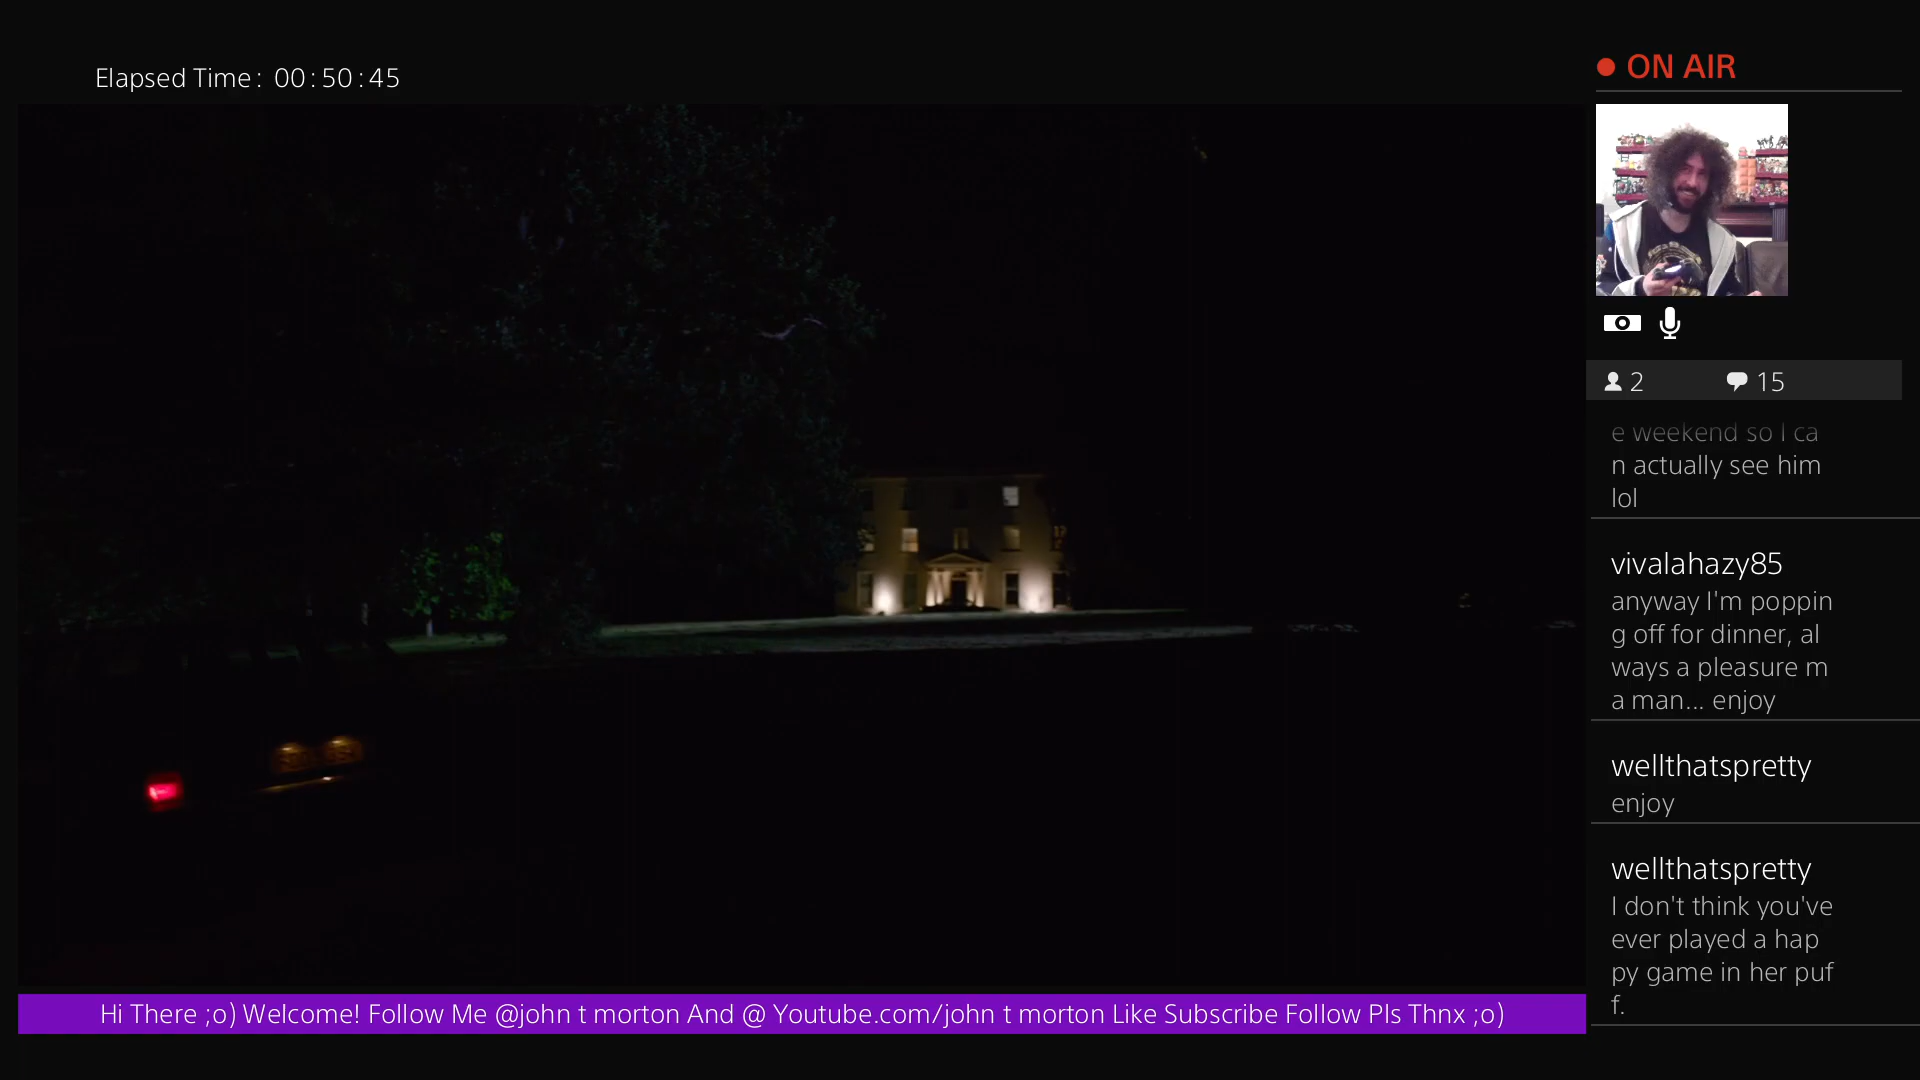 Elapsed Time: 00:50:45
ON AIR
2
15
e weekend so I ca
n actually see him
lol
vivalahazy85
anyway I'm poppin
g off for dinner, al
ways a pleasure m
a man... enjoy
wellthatspretty
enjoy
wellthatspretty
I don't think you've
ever played a hap
py game in her puf
f.
Hi There ;o) Welcome! Follow Me @john t morton And @ Youtube.com/john t morton Like Subscribe Follow Pls Thnx ;o)